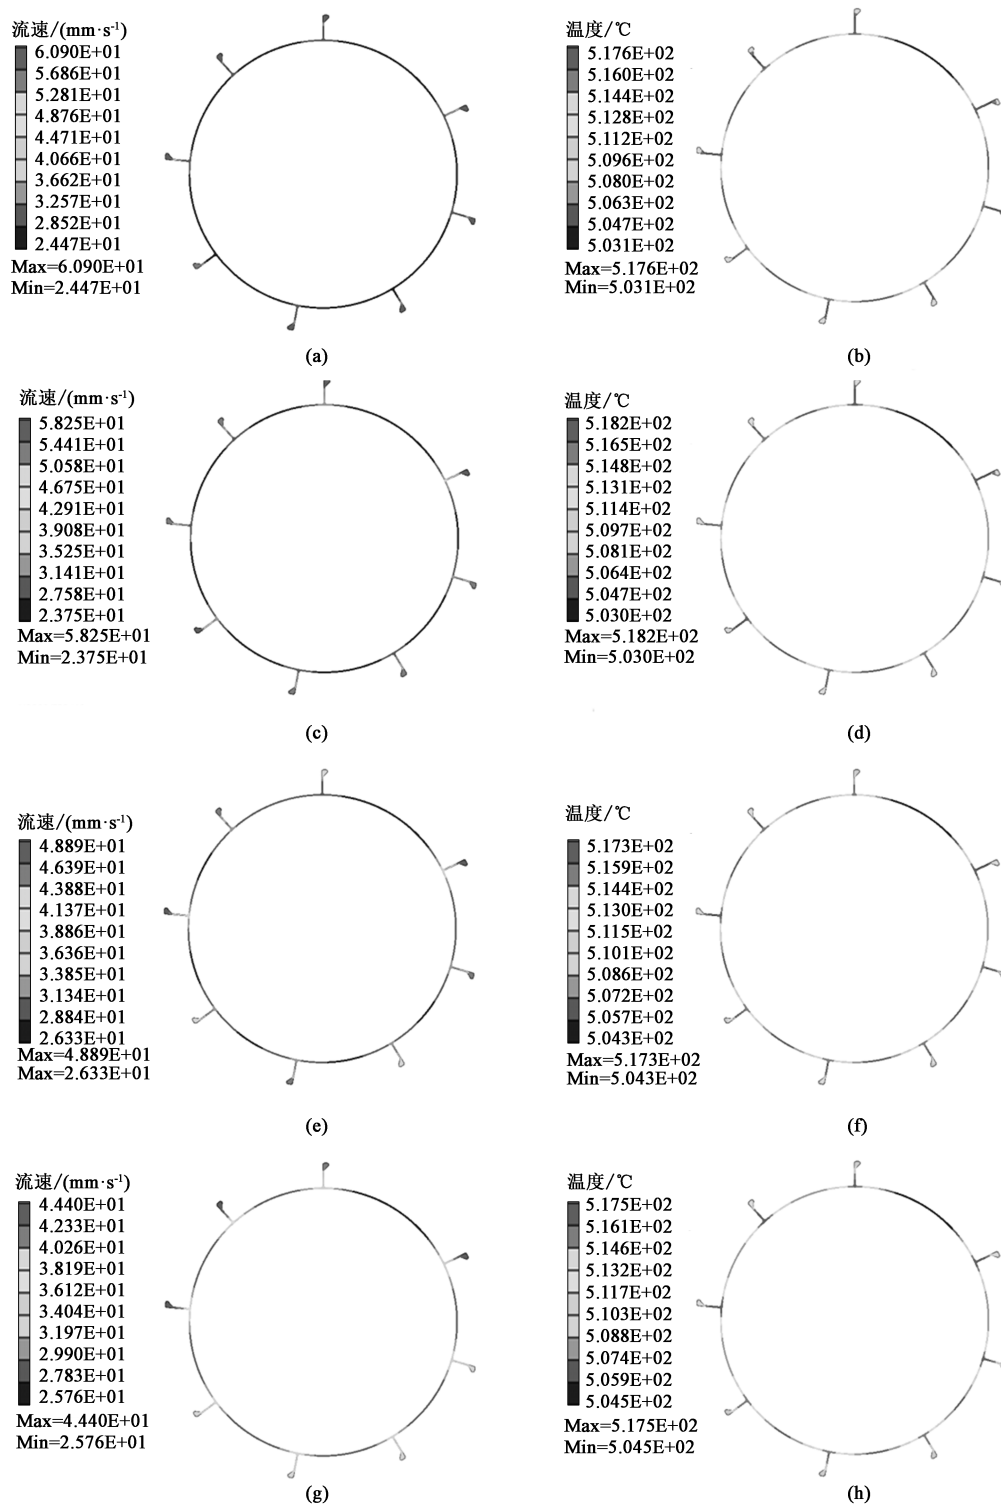 流速/(mm·s⁻¹)
6.090E+01
5.686E+01
5.281E+01
4.876E+01
4.471E+01
4.066E+01
3.662E+01
3.257E+01
2.852E+01
2.447E+01
Max=6.090E+01
Min=2.447E+01
(a)
温度/℃
5.176E+02
5.160E+02
5.144E+02
5.128E+02
5.112E+02
5.096E+02
5.080E+02
5.063E+02
5.047E+02
5.031E+02
Max=5.176E+02
Min=5.031E+02
(b)
流速/(mm·s⁻¹)
5.825E+01
5.441E+01
5.058E+01
4.675E+01
4.291E+01
3.908E+01
3.525E+01
3.141E+01
2.758E+01
2.375E+01
Max=5.825E+01
Min=2.375E+01
(c)
温度/℃
5.182E+02
5.165E+02
5.148E+02
5.131E+02
5.114E+02
5.097E+02
5.081E+02
5.064E+02
5.047E+02
5.030E+02
Max=5.182E+02
Min=5.030E+02
(d)
流速/(mm·s⁻¹)
4.889E+01
4.639E+01
4.388E+01
4.137E+01
3.886E+01
3.636E+01
3.385E+01
3.134E+01
2.884E+01
2.633E+01
Max=4.889E+01
Max=2.633E+01
(e)
温度/℃
5.173E+02
5.159E+02
5.144E+02
5.130E+02
5.115E+02
5.101E+02
5.086E+02
5.072E+02
5.057E+02
5.043E+02
Max=5.173E+02
Min=5.043E+02
(f)
流速/(mm·s⁻¹)
4.440E+01
4.233E+01
4.026E+01
3.819E+01
3.612E+01
3.404E+01
3.197E+01
2.990E+01
2.783E+01
2.576E+01
Max=4.440E+01
Min=2.576E+01
(g)
温度/℃
5.175E+02
5.161E+02
5.146E+02
5.132E+02
5.117E+02
5.103E+02
5.088E+02
5.074E+02
5.059E+02
5.045E+02
Max=5.175E+02
Min=5.045E+02
(h)